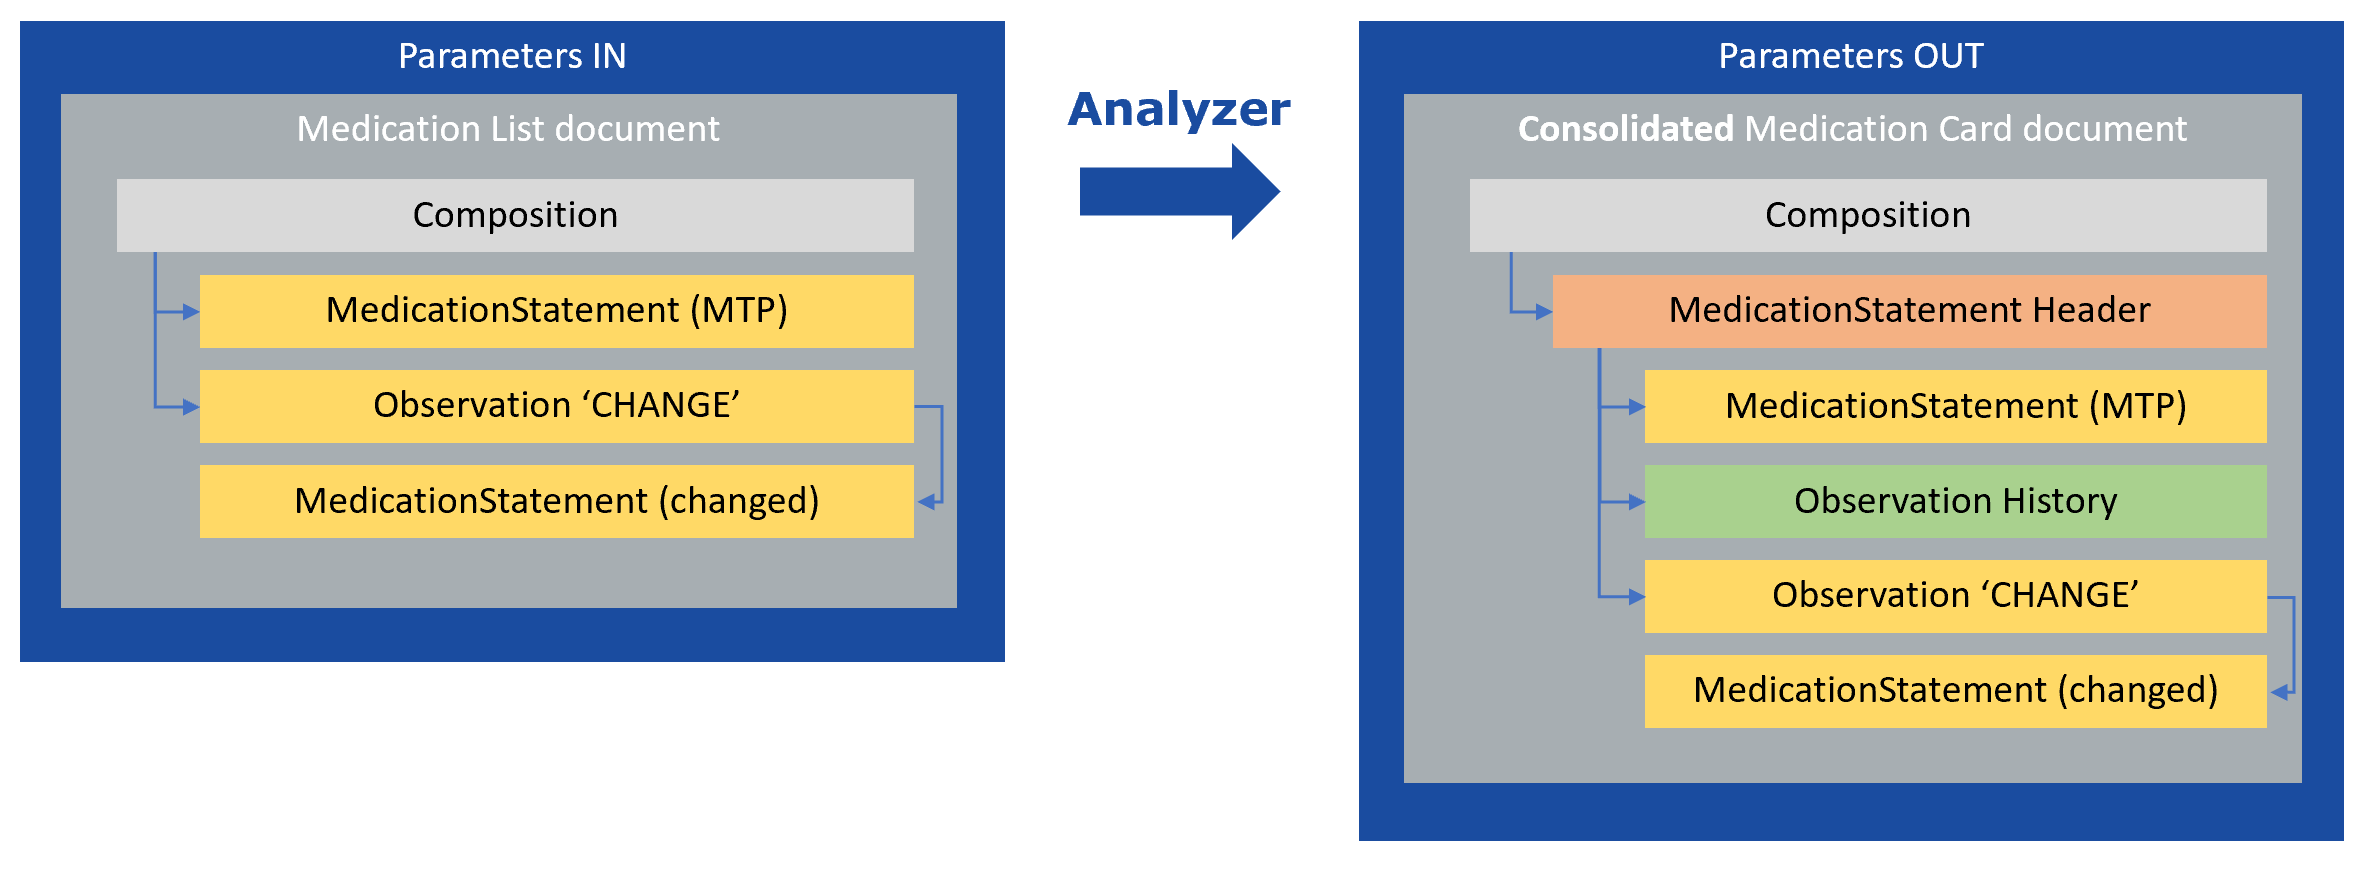 Parameters IN
Medication List document
Composition
MedicationStatement (MTP)
Observation ‘CHANGE’
MedicationStatement (changed)
Analyzer
Parameters OUT
Consolidated Medication Card document
Composition
MedicationStatement Header
MedicationStatement (MTP)
Observation History
Observation ‘CHANGE’
MedicationStatement (changed)